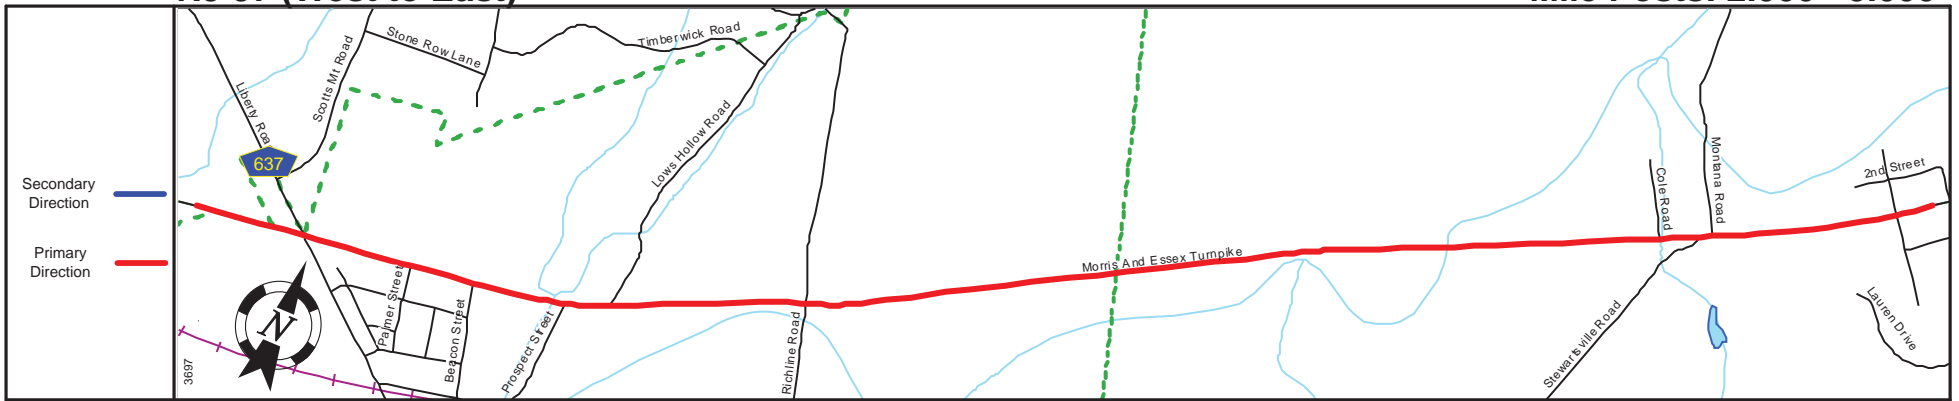 Secondary
Direction
Primary
Direction
Liberty Roa
637
Scotts Mt Road
Stone Row Lane
Timberwick Road
Lows Hollow Road
Morris And Essex Turnpike
Cole Road
Montana Road
2nd Street
Lauren Drive
Stewartsville Road
Richline Road
Prospect Street
Beacon Street
Palmer Street
N
3697